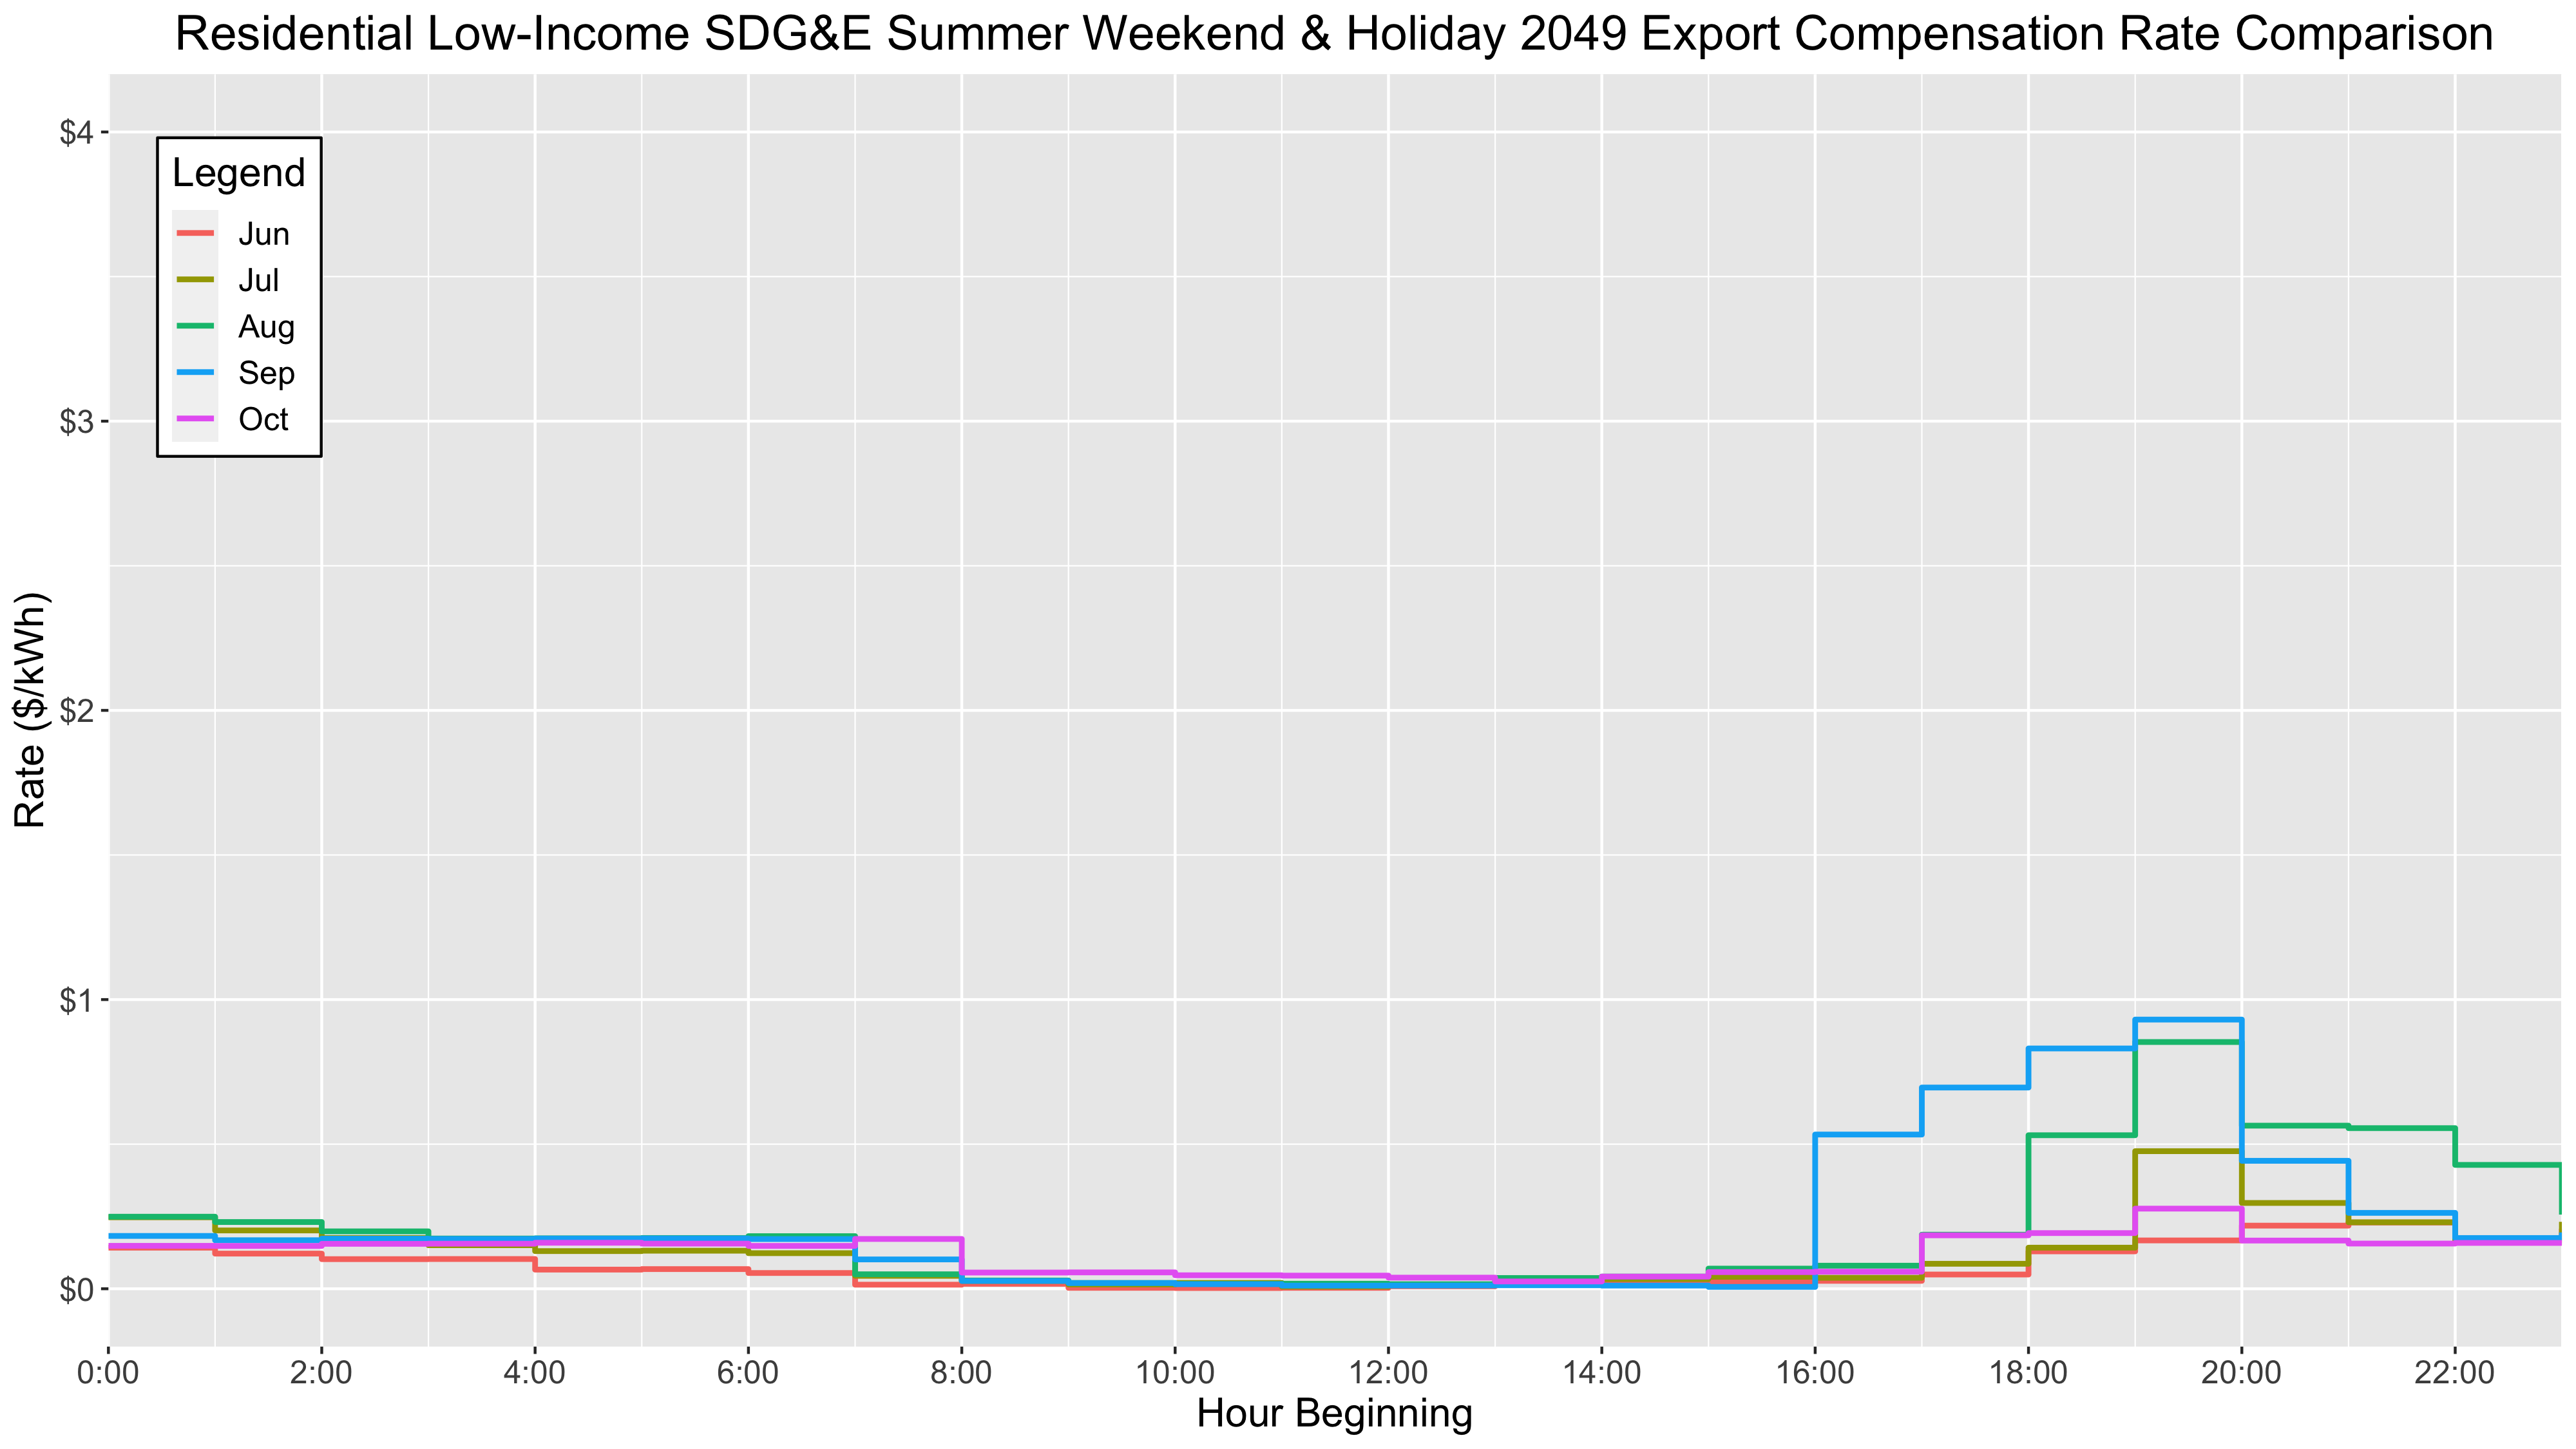 Residential Low-Income SDG&E Summer Weekend & Holiday 2049 Export Compensation Rate Comparison
$4
Legend
Jun
Jul
Aug
Sep
Oct
$3
Rate ($/kWh)
$2
$1
$0
0:00 2:00 4:00 6:00 8:00 10:00 12:00 14:00 16:00 18:00 20:00 22:00
Hour Beginning